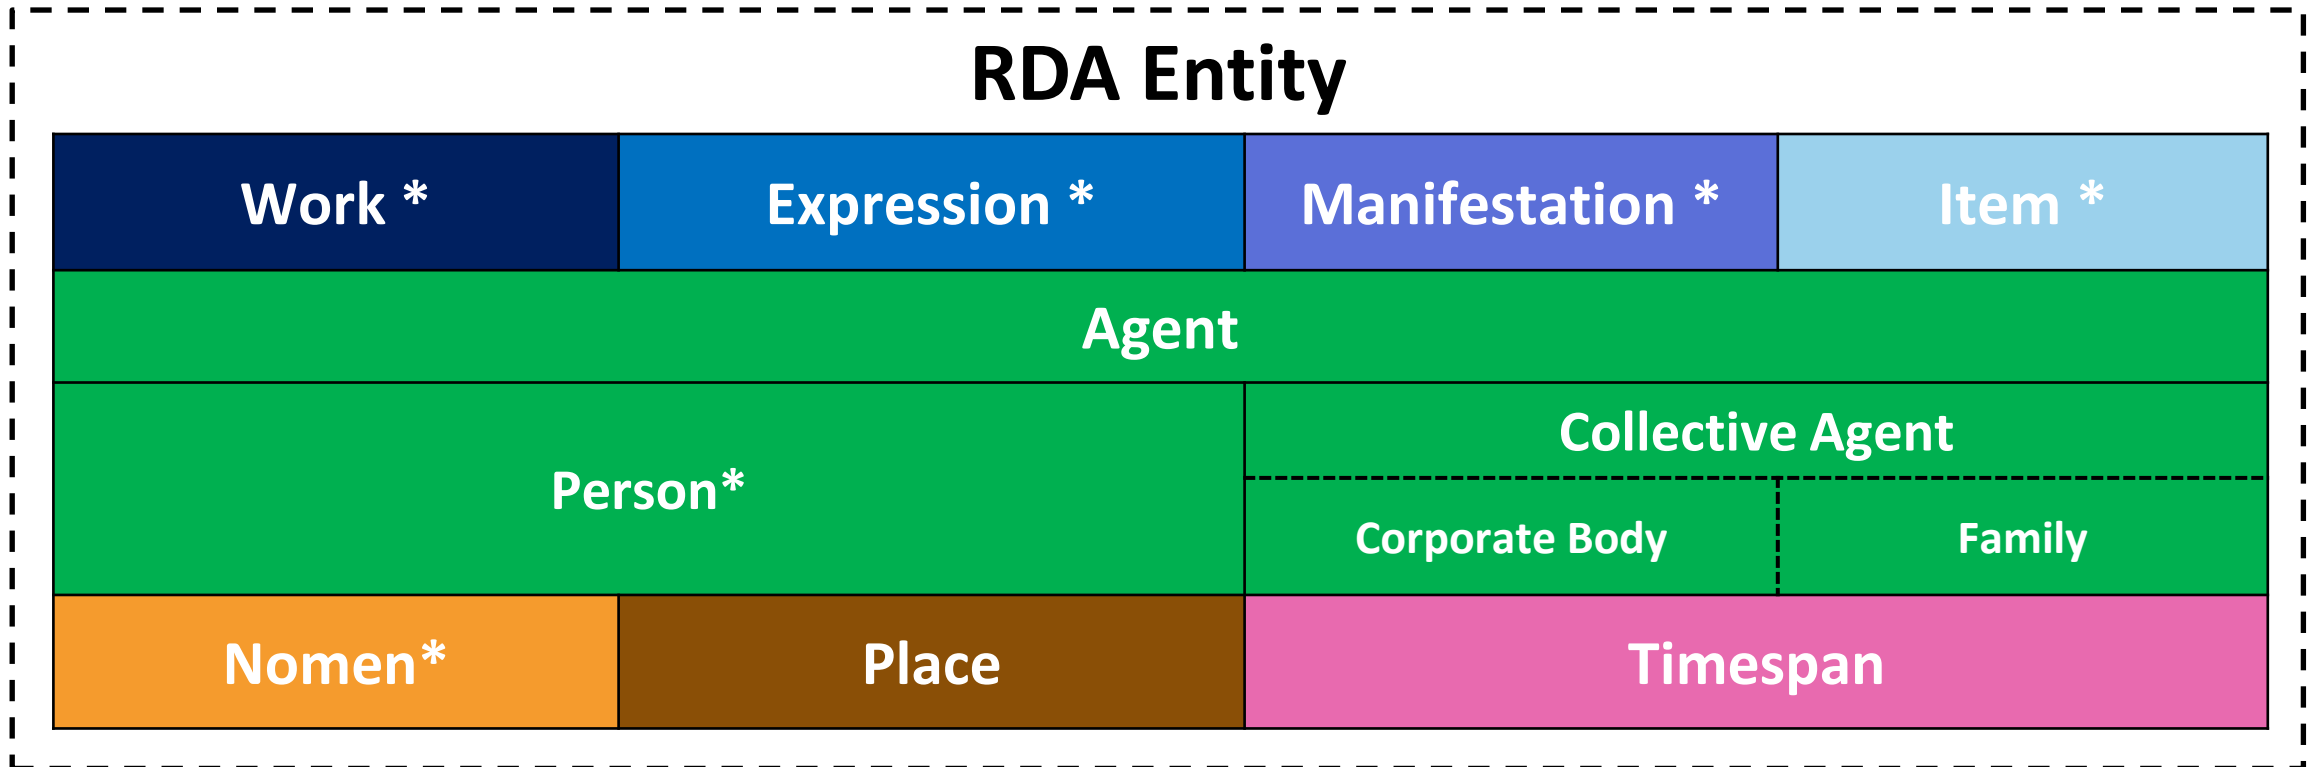 RDA Entity
Work *
Expression *
Manifestation *
Item *
Agent
Person*
Collective Agent
Corporate Body
Family
Nomen*
Place
Timespan